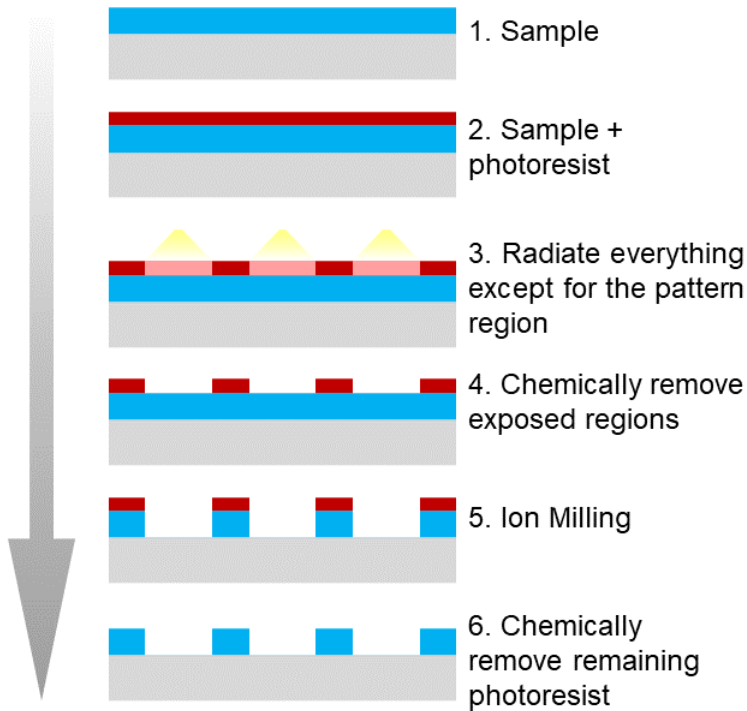 1. Sample
2. Sample +
photoresist
3. Radiate everything
except for the pattern
region
4. Chemically remove
exposed regions
5. Ion Milling
6. Chemically
remove remaining
photoresist